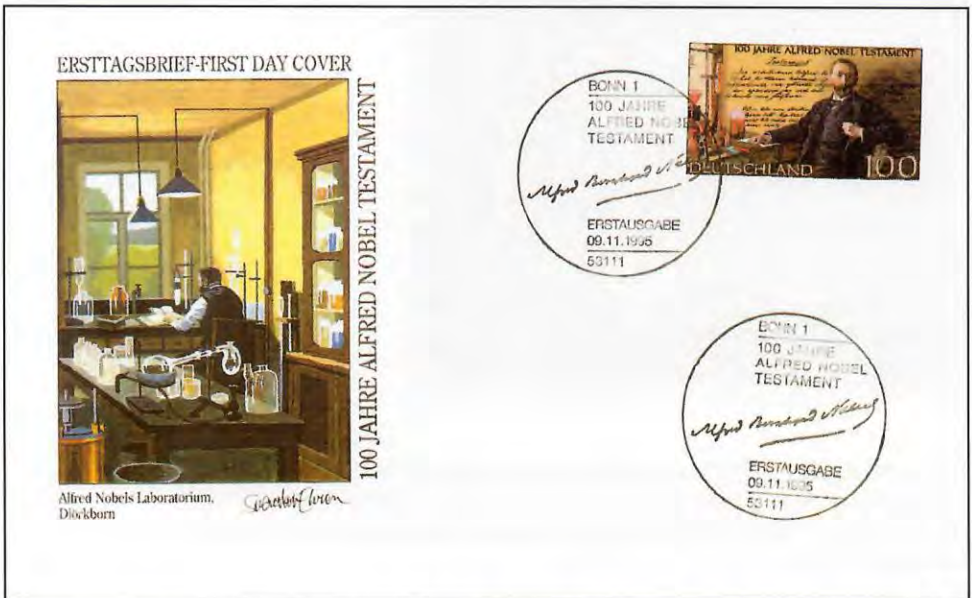 ERSTTAGSBRIEF-FIRST DAY COVER
100 JAHRE ALFRED NOBEL TESTAMENT
Alfred Nobels Laboratorium,
Björkborn
BONN 1
100 JAHRE
ALFRED NOBEL
TESTAMENT
Alfred Bernhard Nobel
ERSTAUSGABE
09.11.1995
53111
100 JAHRE ALFRED NOBEL TESTAMENT
Testament
DEUTSCHLAND
100
BONN 1
100 JAHRE
ALFRED NOBEL
TESTAMENT
Alfred Bernhard Nobel
ERSTAUSGABE
09.11.1995
53111